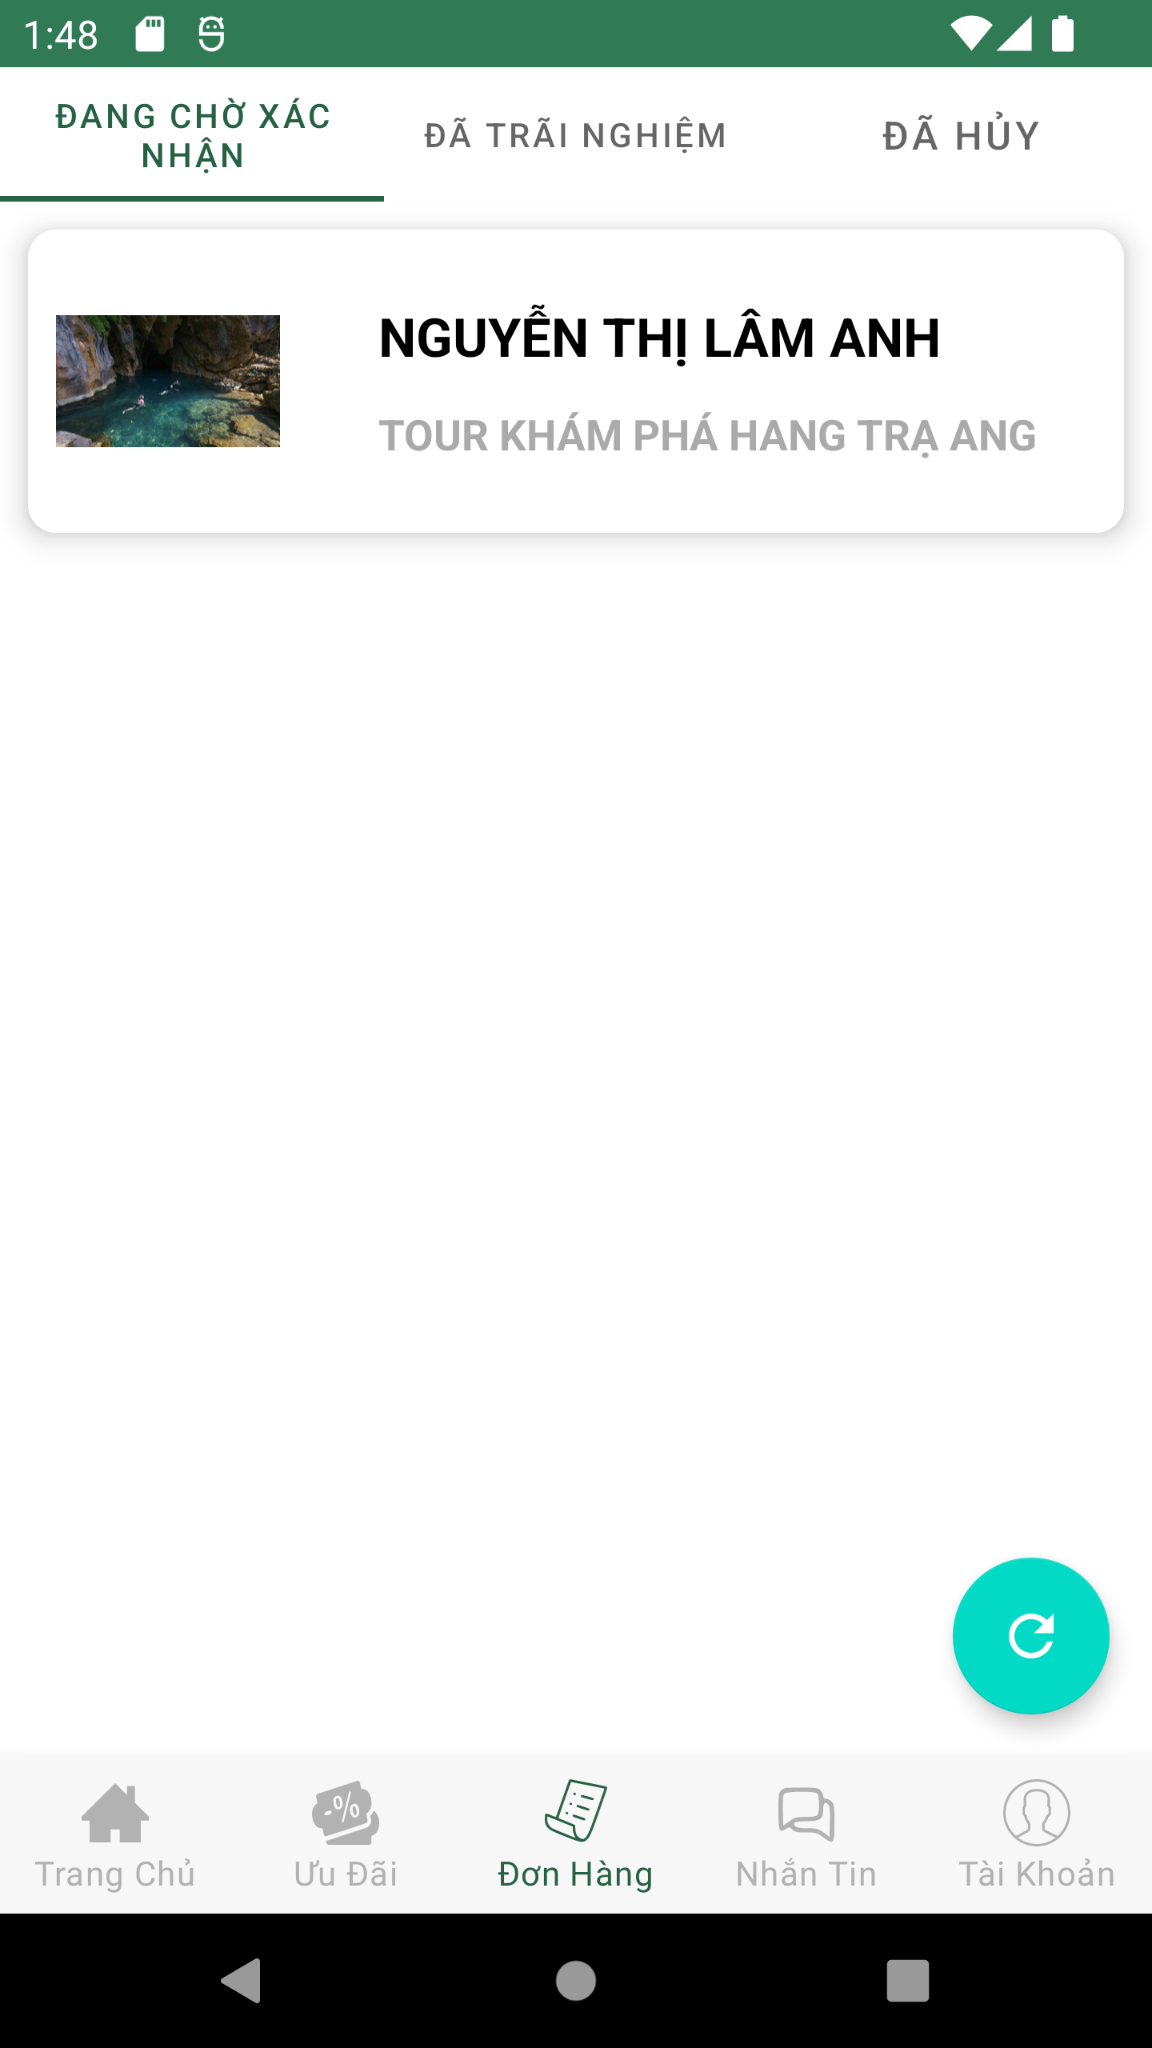 1:48
ĐANG CHỜ XÁC
NHẬN
ĐÃ TRÃI NGHIỆM
ĐÃ HỦY
NGUYỄN THỊ LÂM ANH
TOUR KHÁM PHÁ HANG TRẠ ANG
-%
Trang Chủ
Ưu Đãi
Đơn Hàng
Nhắn Tin
Tài Khoản